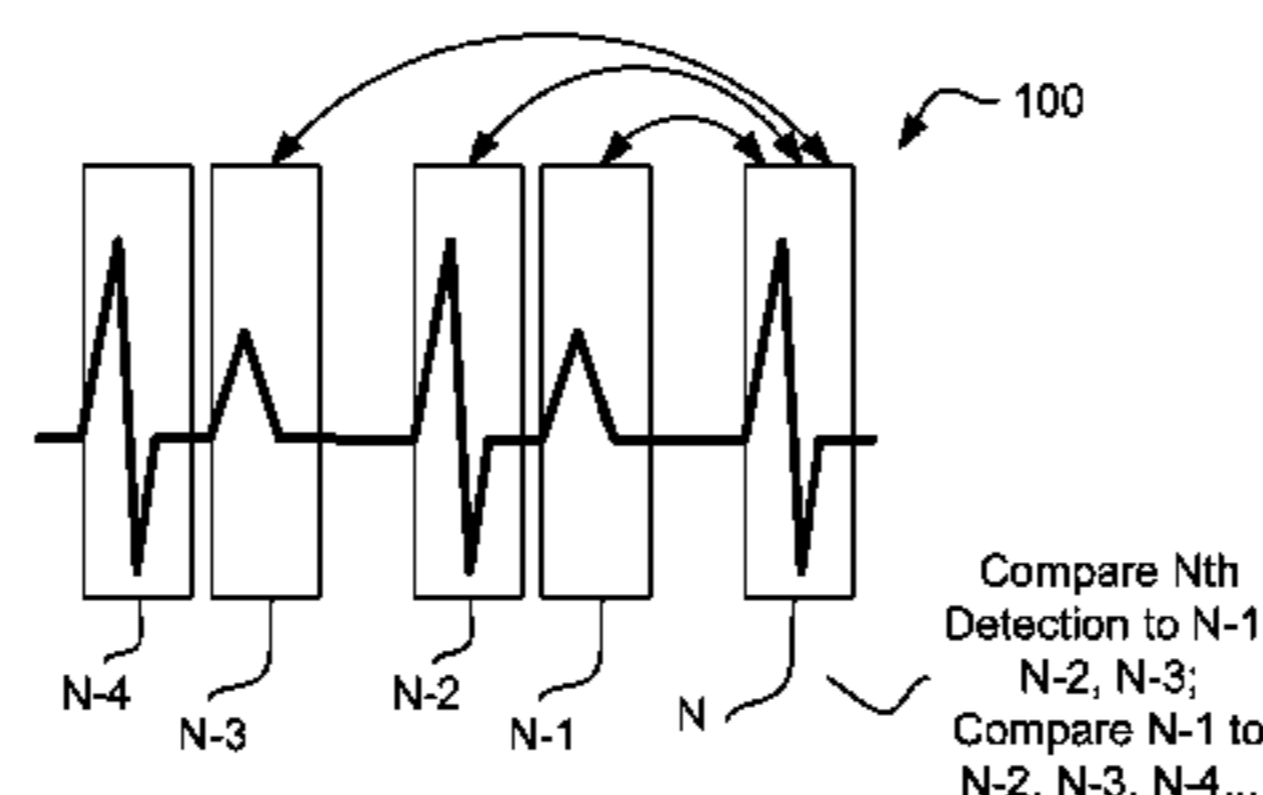 100
N-4
N-3
N-2
N-1
N
Compare Nth
Detection to N-1
N-2, N-3;
Compare N-1 to
N-2, N-3, N-4...